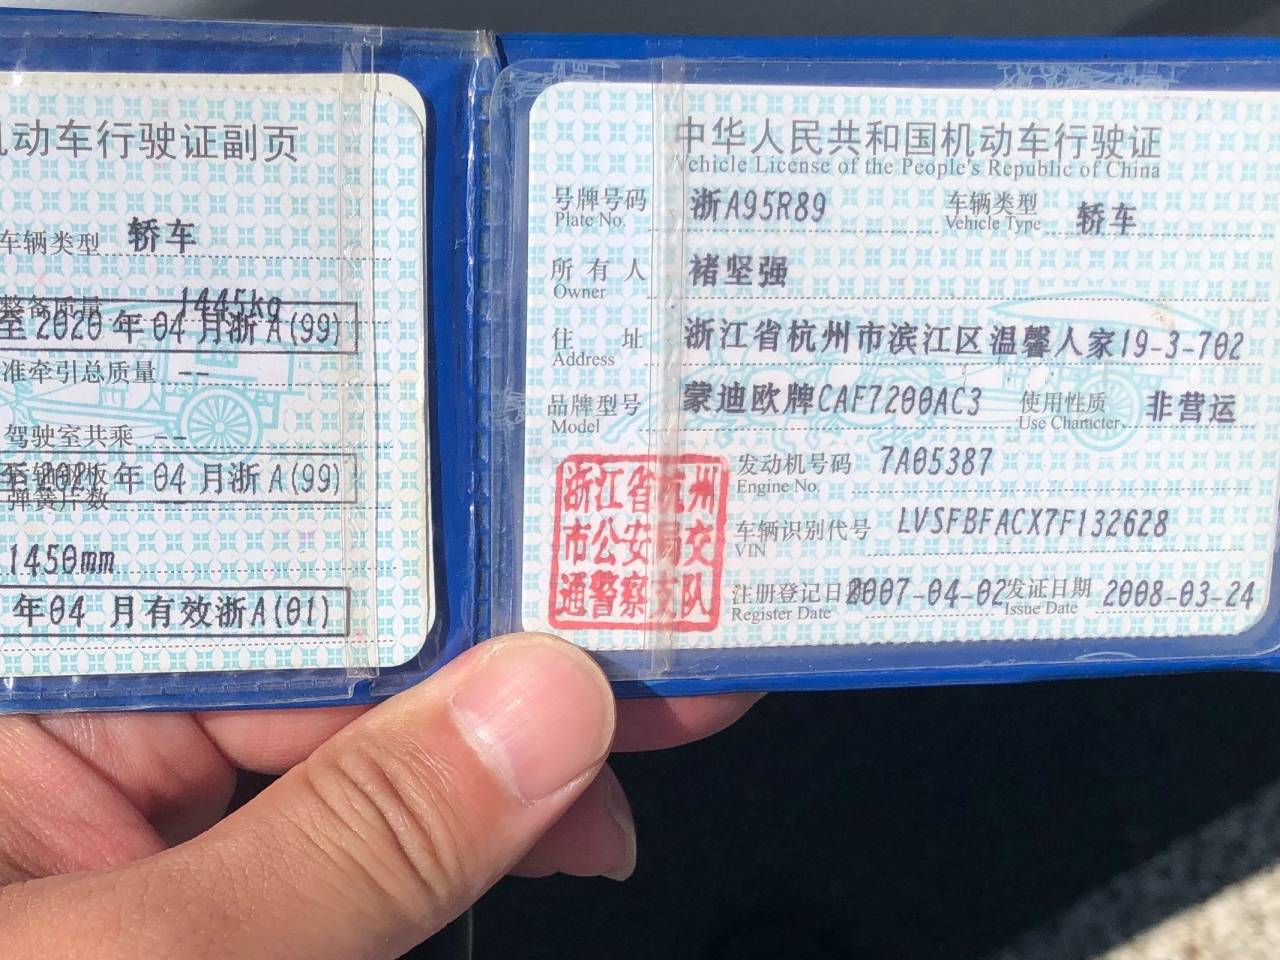 机动车行驶证副页
车辆类型 轿车
整备质量 1445kg
至2020年04月浙A(99)
准牵引总质量 --
驾驶室共乘 --
年04月浙A(99)
弹簧片数
1450mm
年04月有效浙A(01)
中华人民共和国机动车行驶证
Vehicle License of the People's Republic of China
号牌号码 浙A95R89 车辆类型 轿车
Plate No. Vehicle Type
所有人 褚坚强
Owner
住址 浙江省杭州市滨江区温馨人家19-3-702
Address
品牌型号 蒙迪欧牌CAF7200AC3 使用性质 非营运
Model Use Character
发动机号码 7A05387
Engine No.
车辆识别代号 LVSFBFACX7F132628
VIN
注册登记日期 2007-04-02 发证日期 2008-03-24
Register Date Issue Date
浙江省杭州
市公安局交
通警察支队